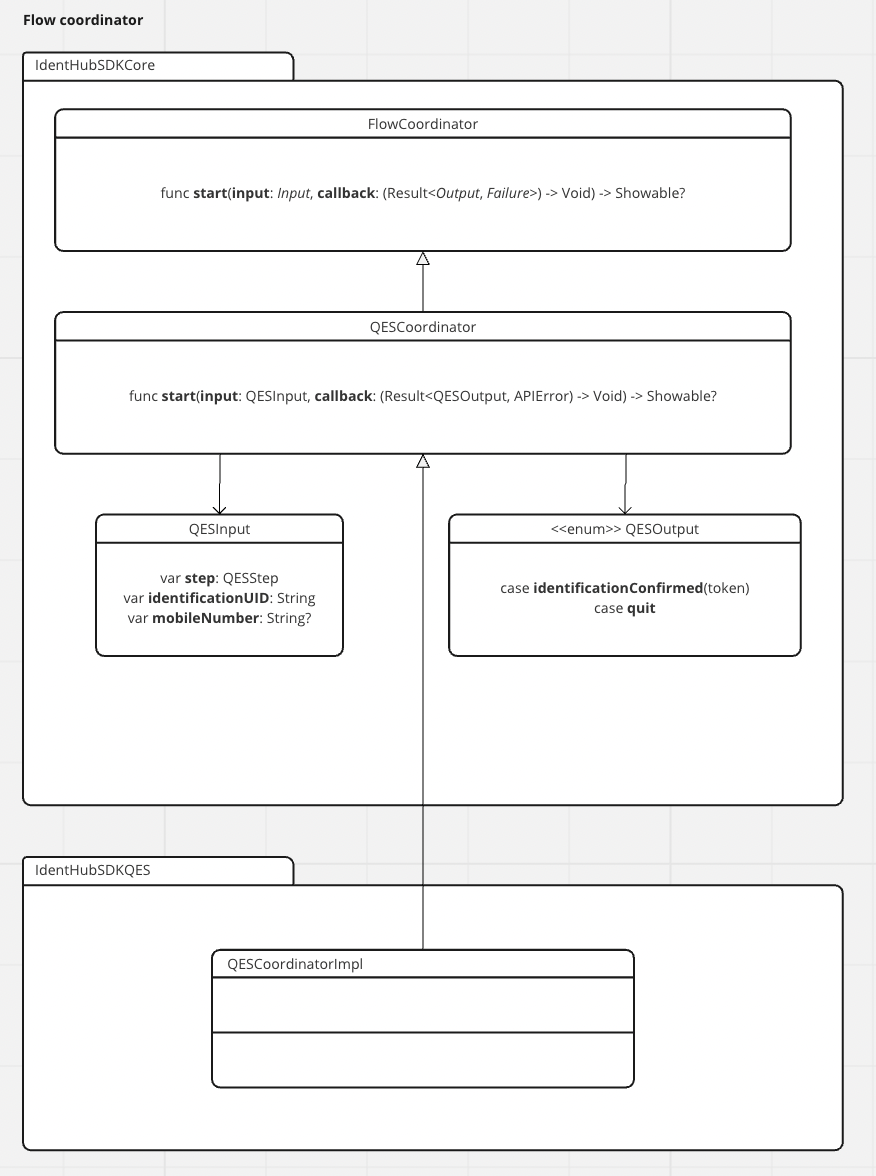 Flow coordinator
IdentHubSDKCore
FlowCoordinator
func start(input: Input, callback: (Result<Output, Failure>) -> Void) -> Showable?
QESCoordinator
func start(input: QESInput, callback: (Result<QESOutput, APIError) -> Void) -> Showable?
QESInput
var step: QESStep
var identificationUID: String
var mobileNumber: String?
<<enum>> QESOutput
case identificationConfirmed(token)
case quit
IdentHubSDKQES
QESCoordinatorImpl